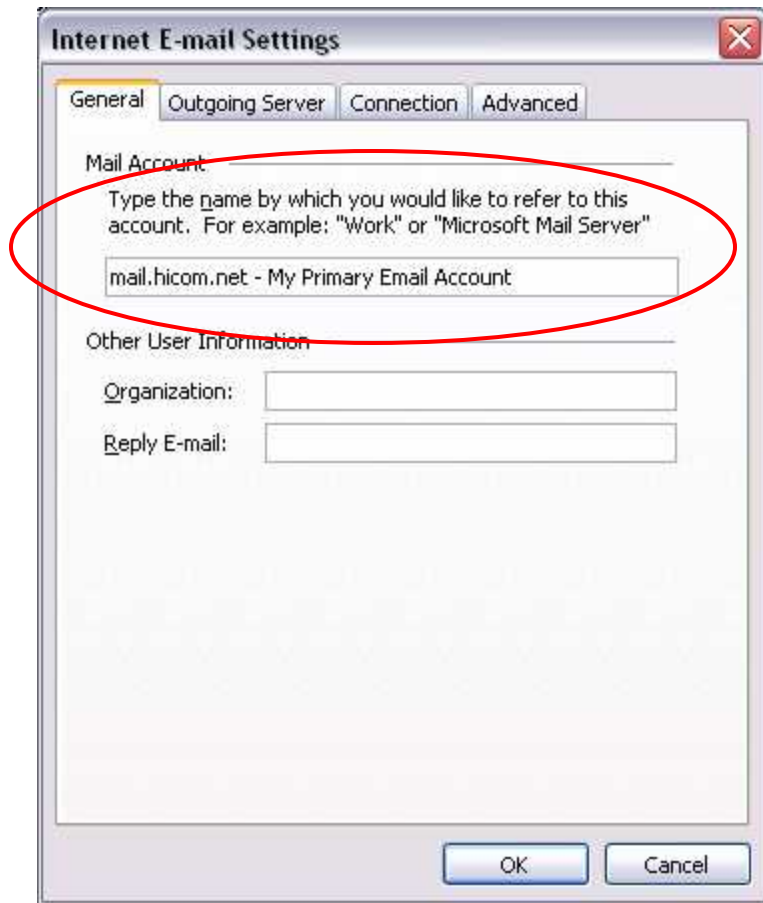 Internet E-mail Settings
General Outgoing Server Connection Advanced
Mail Account
Type the name by which you would like to refer to this
account. For example: "Work" or "Microsoft Mail Server"
mail.hicom.net - My Primary Email Account
Other User Information
Organization:
Reply E-mail:
OK Cancel